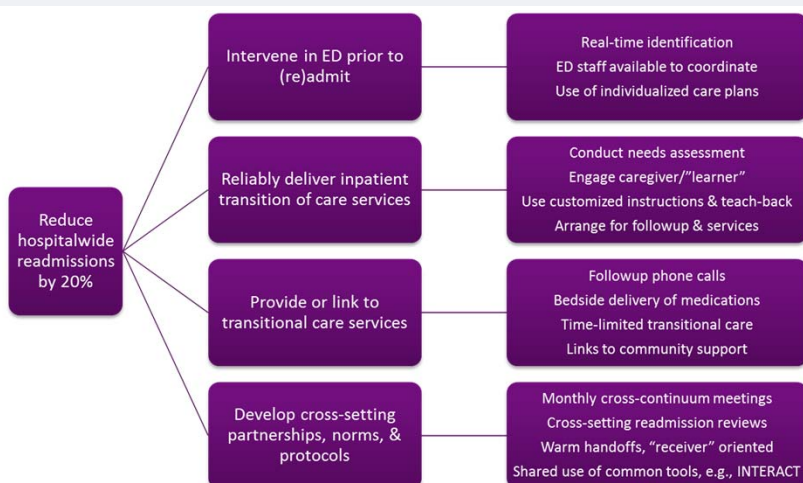 Reduce
hospitalwide
readmissions
by 20%
Intervene in ED prior to
(re)admit
Real-time identification
ED staff available to coordinate
Use of individualized care plans
Reliably deliver inpatient
transition of care services
Conduct needs assessment
Engage caregiver/”learner”
Use customized instructions & teach-back
Arrange for followup & services
Provide or link to
transitional care services
Followup phone calls
Bedside delivery of medications
Time-limited transitional care
Links to community support
Develop cross-setting
partnerships, norms, &
protocols
Monthly cross-continuum meetings
Cross-setting readmission reviews
Warm handoffs, “receiver” oriented
Shared use of common tools, e.g., INTERACT